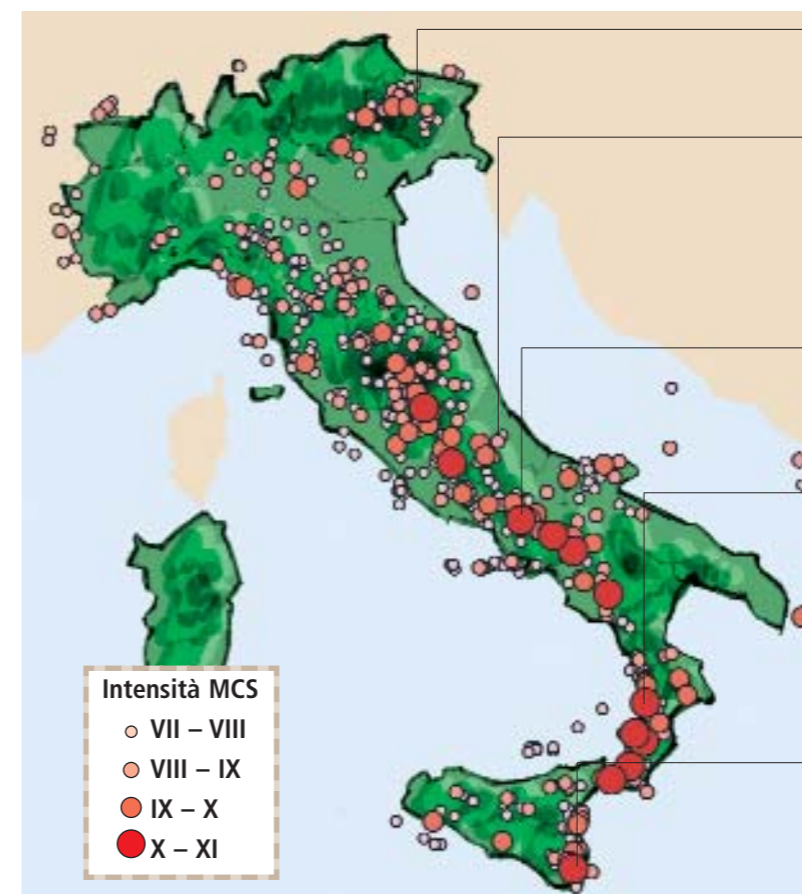 Intensità MCS
VII – VIII
VIII – IX
IX – X
X – XI